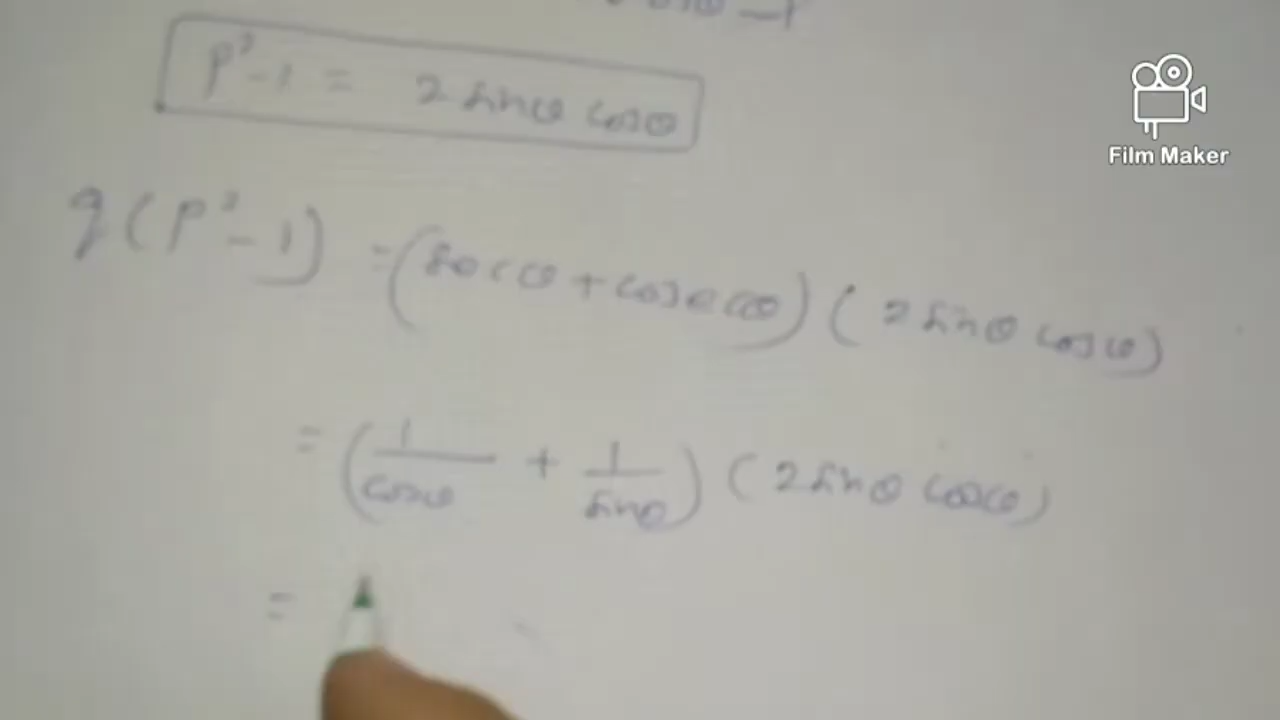 p² - 1 = 2 sinθ cosθ
q(p² - 1) = (secθ + cosecθ) (2 sinθ cosθ)
= (1/cosθ + 1/sinθ) (2 sinθ cosθ)
=
Film Maker